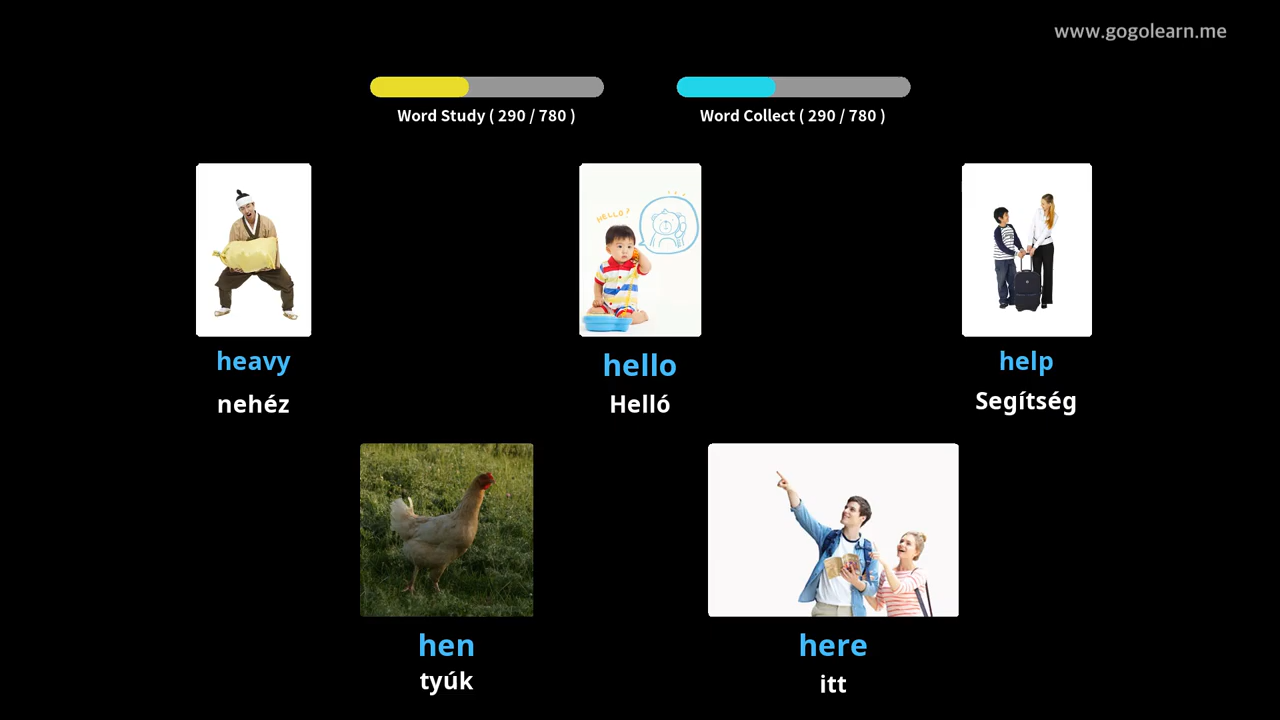 www.gogolearn.me
Word Study ( 290 / 780 )
Word Collect ( 290 / 780 )
HELLO?
heavy
hello
help
nehéz
Helló
Segítség
hen
here
tyúk
itt